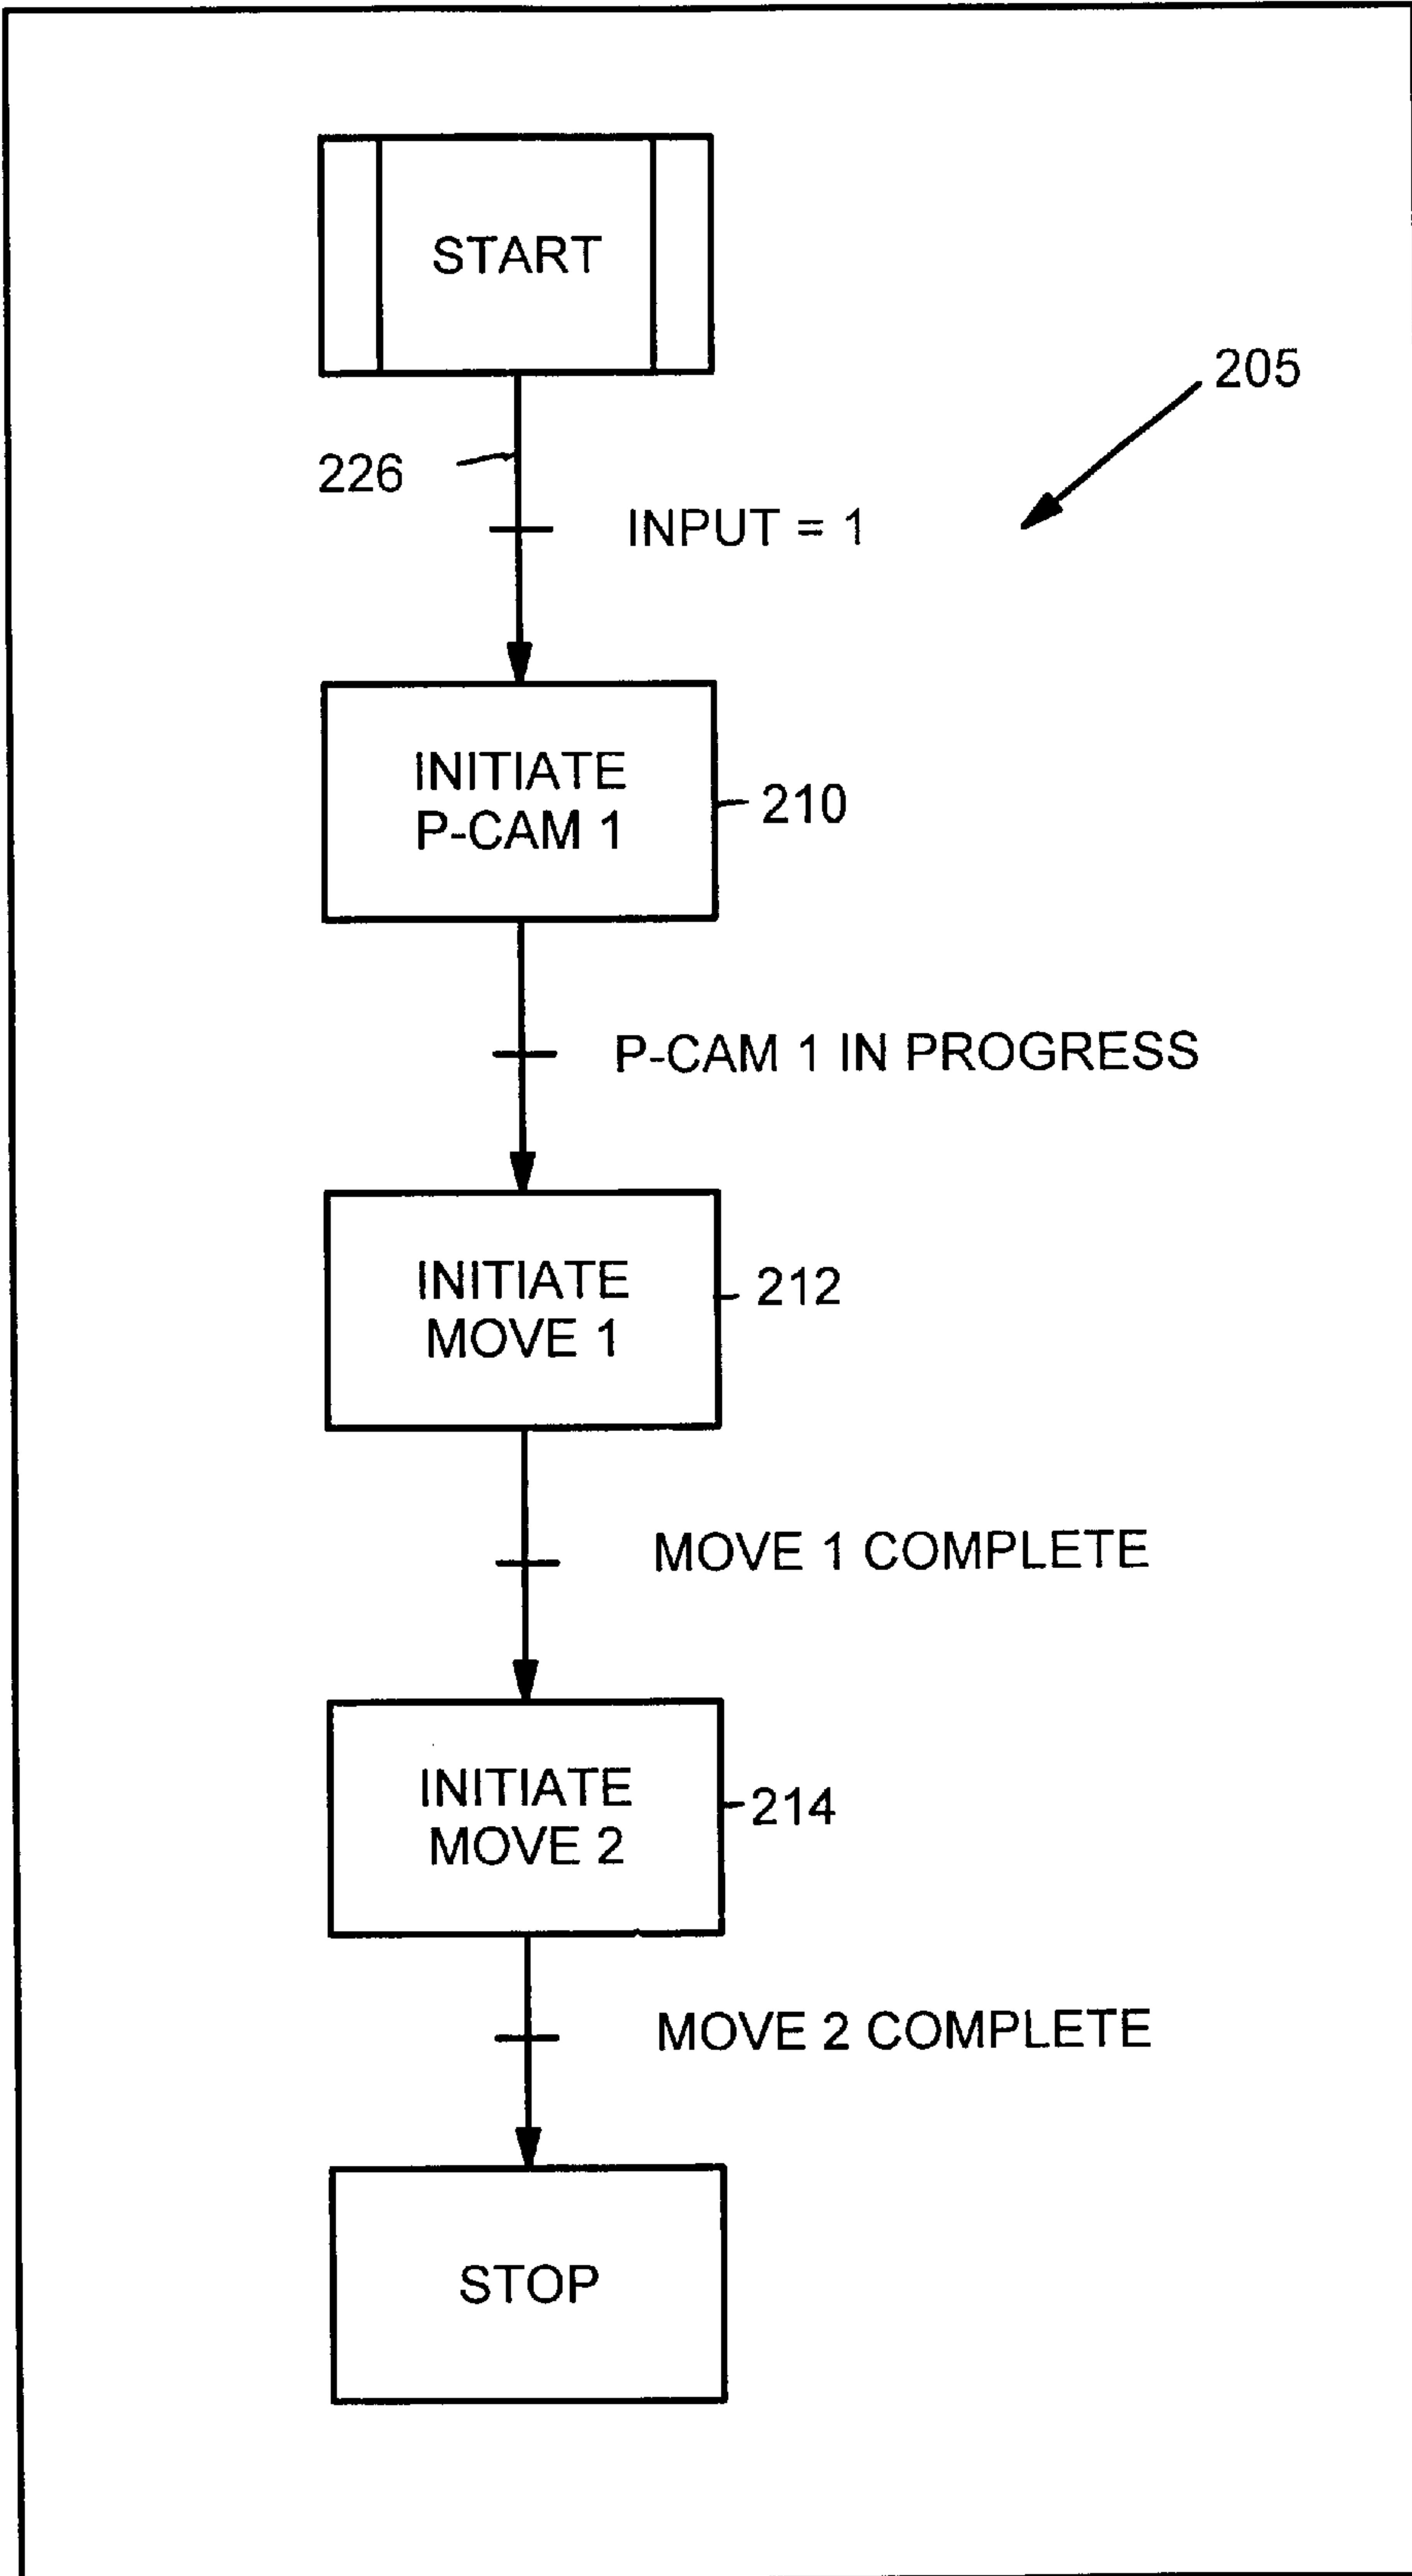 START
205
226
INPUT = 1
INITIATE
P-CAM 1
210
P-CAM 1 IN PROGRESS
INITIATE
MOVE 1
212
MOVE 1 COMPLETE
INITIATE
MOVE 2
214
MOVE 2 COMPLETE
STOP